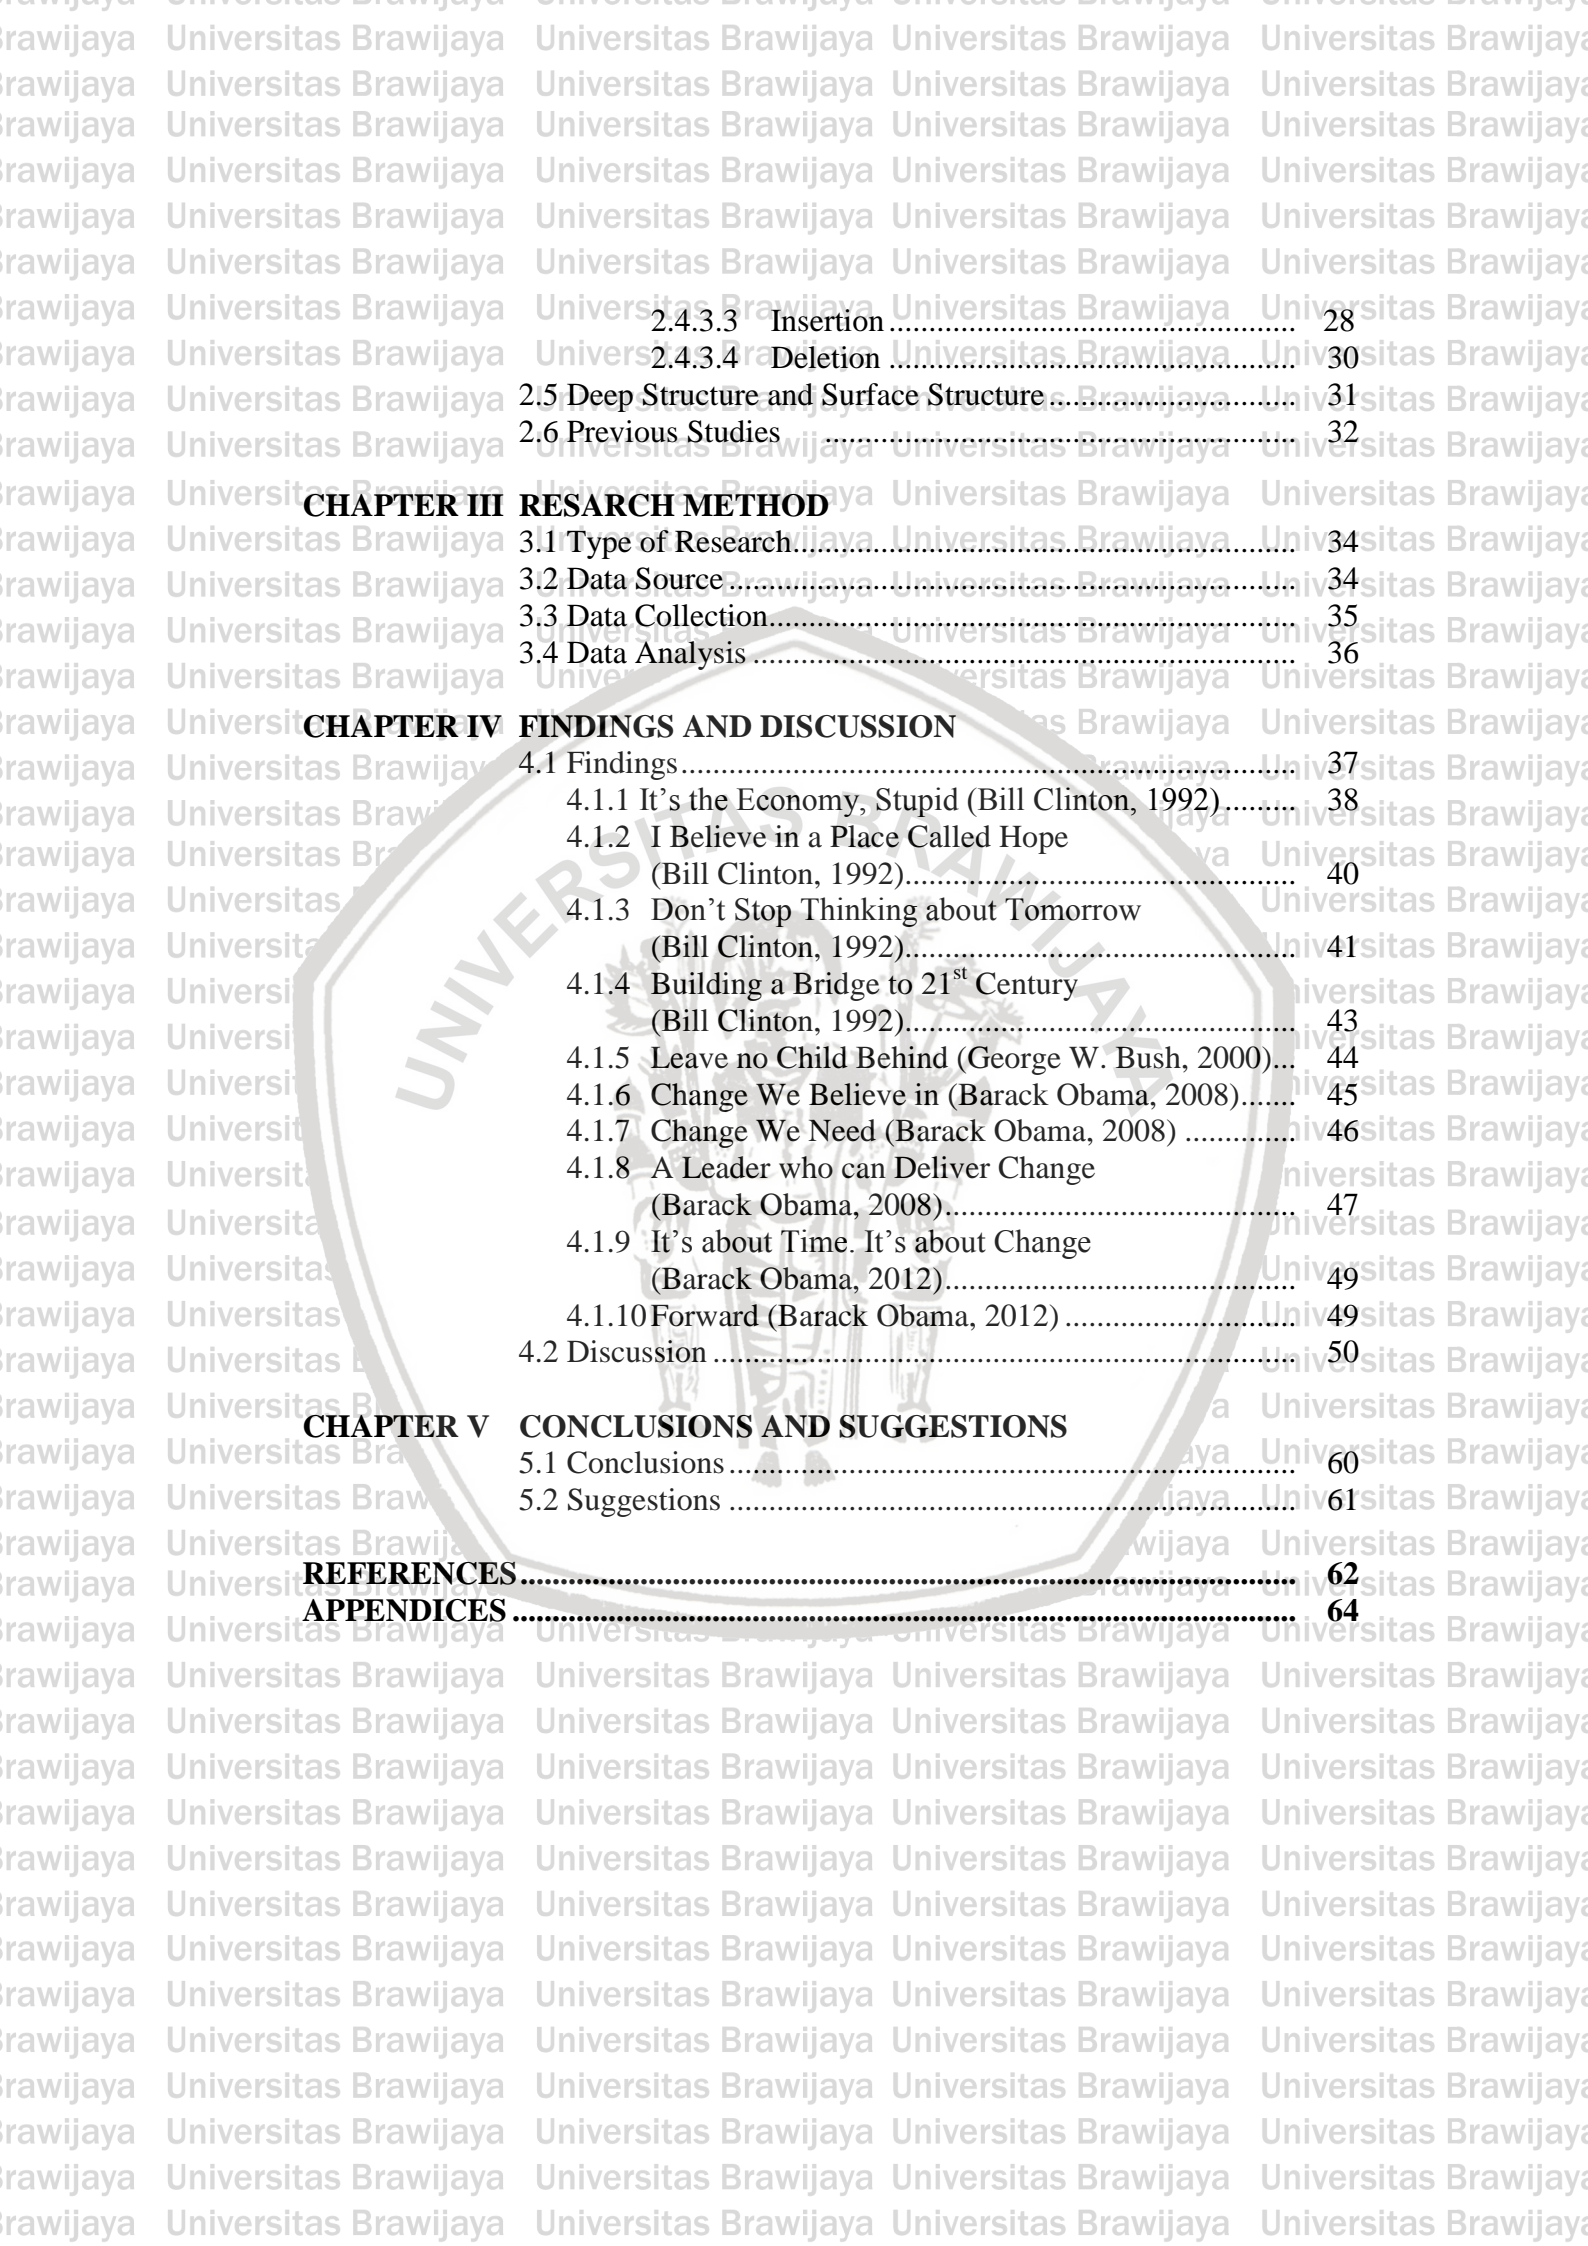 2.4.3.3 Insertion.................................................... 28
2.4.3.4 Deletion .................................................... 30
2.5 Deep Structure and Surface Structure............................... 31
2.6 Previous Studies ............................................................ 32
CHAPTER III RESARCH METHOD
3.1 Type of Research................................................................ 34
3.2 Data Source........................................................................ 34
3.3 Data Collection................................................................... 35
3.4 Data Analysis ..................................................................... 36
CHAPTER IV FINDINGS AND DISCUSSION
4.1 Findings.............................................................................. 37
4.1.1 It's the Economy, Stupid (Bill Clinton, 1992)......... 38
4.1.2 I Believe in a Place Called Hope
(Bill Clinton, 1992).................................................. 40
4.1.3 Don't Stop Thinking about Tomorrow
(Bill Clinton, 1992).................................................. 41
4.1.4 Building a Bridge to 21st Century
(Bill Clinton, 1992).................................................. 43
4.1.5 Leave no Child Behind (George W. Bush, 2000)... 44
4.1.6 Change We Believe in (Barack Obama, 2008)....... 45
4.1.7 Change We Need (Barack Obama, 2008) .............. 46
4.1.8 A Leader who can Deliver Change
(Barack Obama, 2008)............................................. 47
4.1.9 It's about Time. It's about Change
(Barack Obama, 2012)............................................. 49
4.1.10 Forward (Barack Obama, 2012) ............................. 49
4.2 Discussion .......................................................................... 50
CHAPTER V CONCLUSIONS AND SUGGESTIONS
5.1 Conclusions........................................................................ 60
5.2 Suggestions ........................................................................ 61
REFERENCES................................................................................................... 62
APPENDICES.................................................................................................... 64
UNIVERSITAS BRAWIJAYA